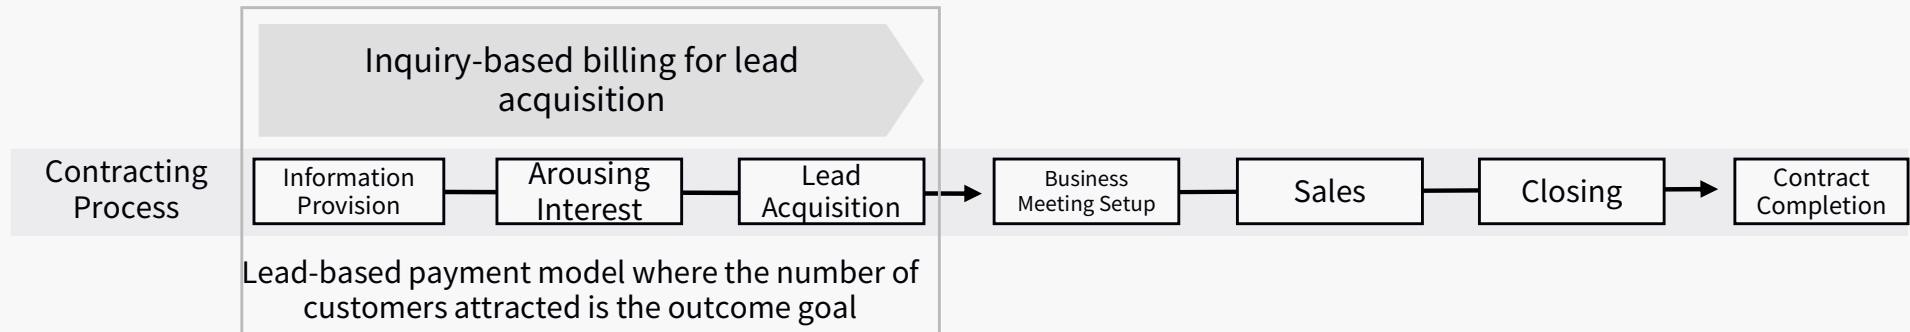 Inquiry-based billing for lead
acquisition
Contracting
Process
Information
Provision
Arousing
Interest
Lead
Acquisition
Business
Meeting Setup
Sales
Closing
Contract
Completion
Lead-based payment model where the number of
customers attracted is the outcome goal